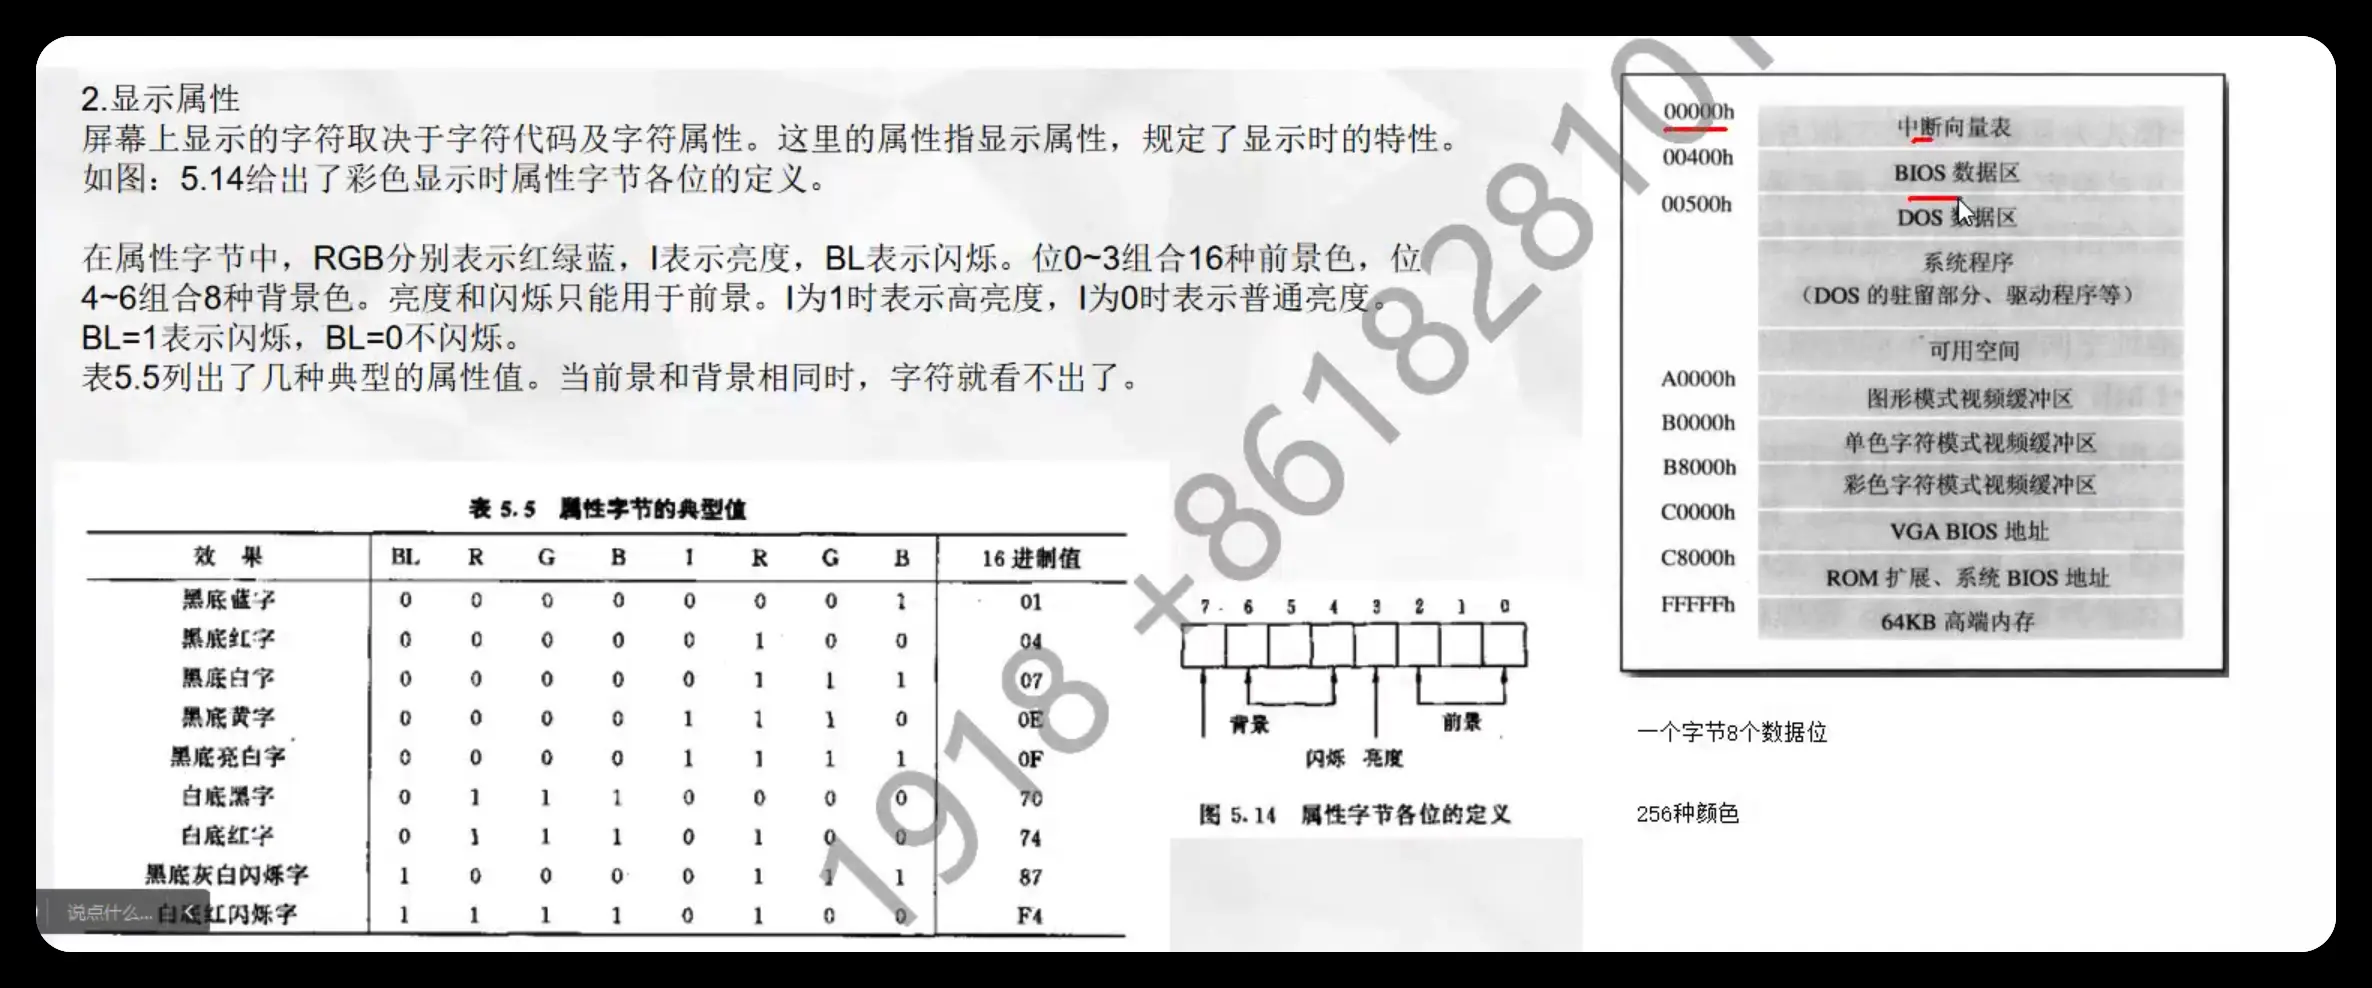 2.显示属性
屏幕上显示的字符取决于字符代码及字符属性。这里的属性指显示属性，规定了显示时的特性。
如图：5.14给出了彩色显示时属性字节各位的定义。
在属性字节中，RGB分别表示红绿蓝，I表示亮度，BL表示闪烁。位0~3组合16种前景色，位
4~6组合8种背景色。亮度和闪烁只能用于前景。I为1时表示高亮度，I为0时表示普通亮度。
BL=1表示闪烁，BL=0不闪烁。
表5.5列出了几种典型的属性值。当前景和背景相同时，字符就看不出了。
表 5.5 属性字节的典型值
效 果 BL R G B I R G B 16 进制值
黑底蓝字 0 0 0 0 0 0 0 1 01
黑底红字 0 0 0 0 0 1 0 0 04
黑底白字 0 0 0 0 0 1 1 1 07
黑底黄字 0 0 0 0 1 1 1 0 0E
黑底亮白字 0 0 0 0 1 1 1 1 0F
白底黑字 0 1 1 1 0 0 0 0 70
白底红字 0 1 1 1 0 1 0 0 74
黑底灰白闪烁字 1 0 0 0 0 1 1 1 87
白底红闪烁字 1 1 1 1 0 1 0 0 F4
说点什么...
1918 +861828101
7 6 5 4 3 2 1 0
背景 前景
闪烁 亮度
图 5.14 属性字节各位的定义
00000h 中断向量表
00400h BIOS 数据区
00500h DOS 数据区
系统程序
（DOS 的驻留部分、驱动程序等）
可用空间
A0000h 图形模式视频缓冲区
B0000h 单色字符模式视频缓冲区
B8000h 彩色字符模式视频缓冲区
C0000h VGA BIOS 地址
C8000h ROM 扩展、系统 BIOS 地址
FFFFFh 64KB 高端内存
一个字节8个数据位
256种颜色